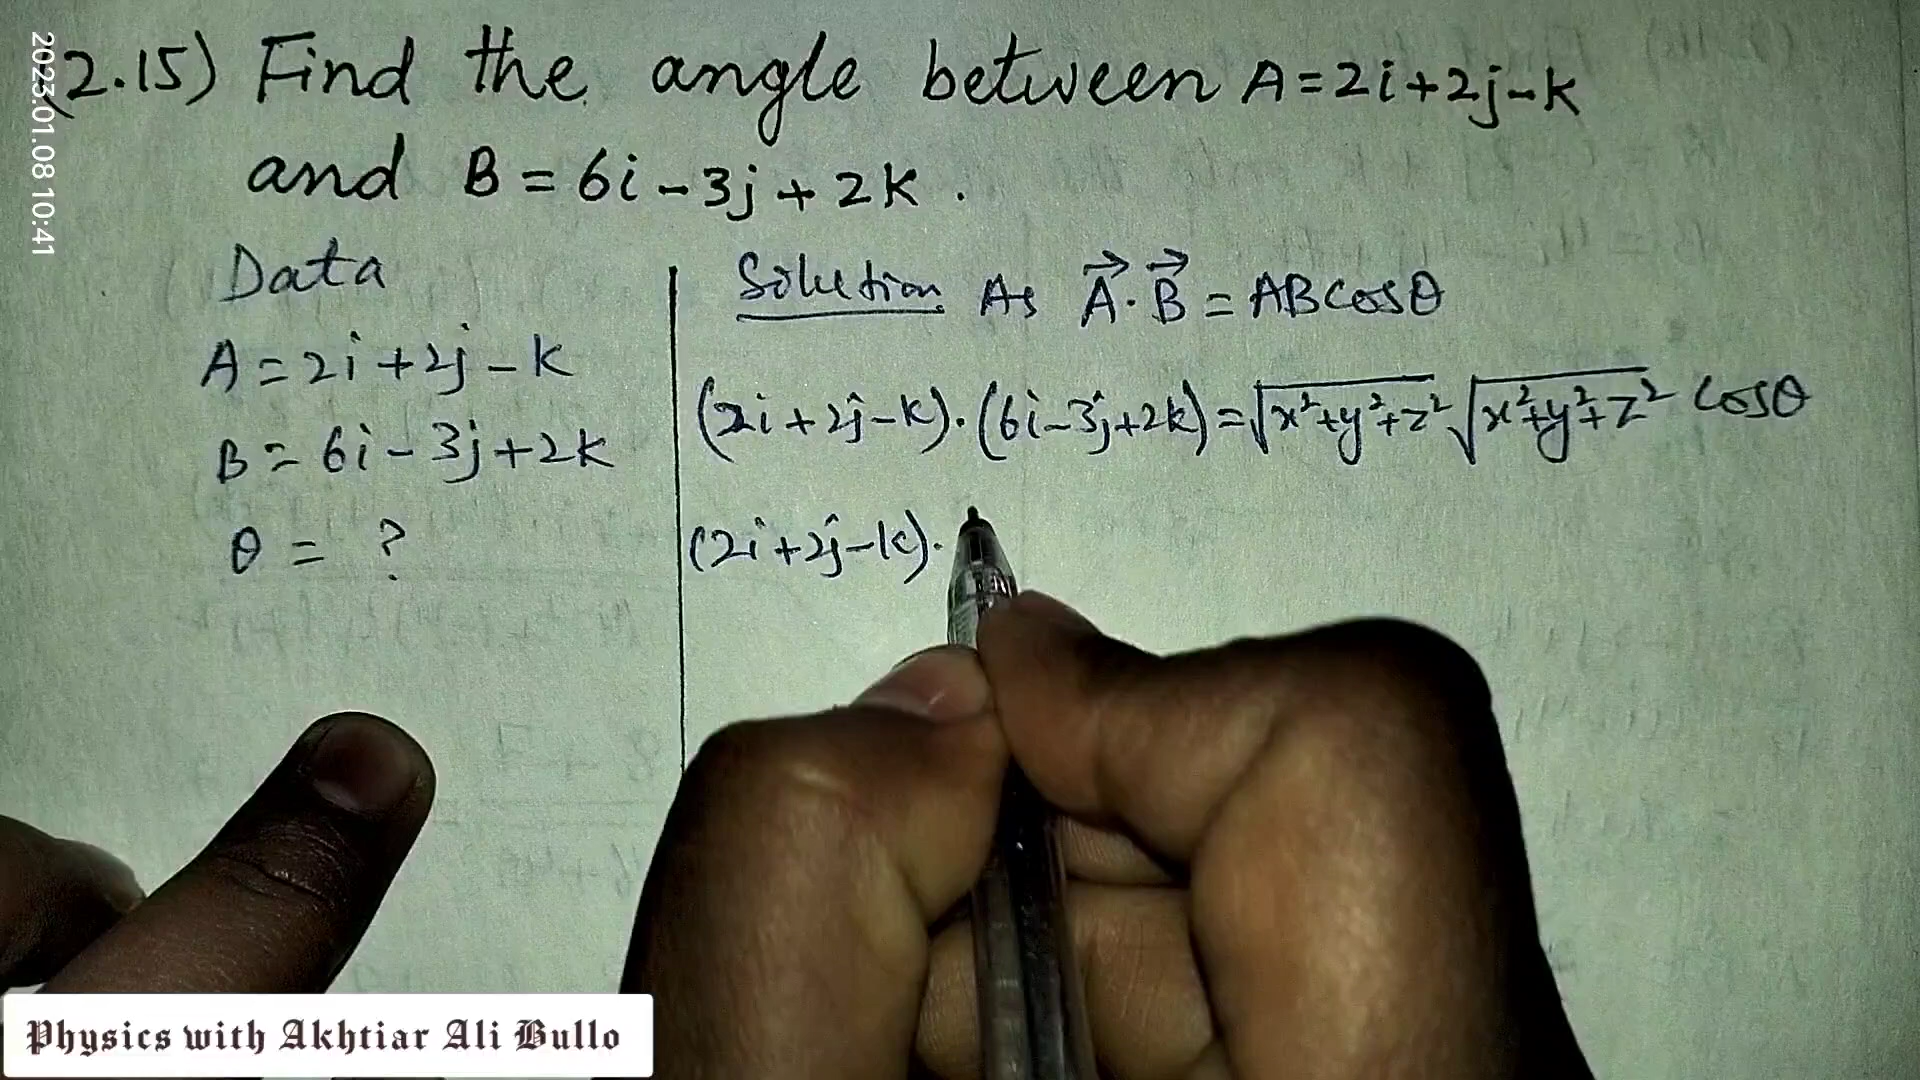 2023.01.08 10:41
(2.15) Find the angle between A=2i+2j-k
and B=6i-3j+2k.
Data
A=2i+2j-k
B=6i-3j+2k
θ = ?
Solution As A⃗·B⃗=ABcosθ
(2i+2j-k)·(6i-3j+2k)=√x²+y²+z² √x²+y²+z² cosθ
(2i+2j-k)·
Physics with Akhtiar Ali Bullo